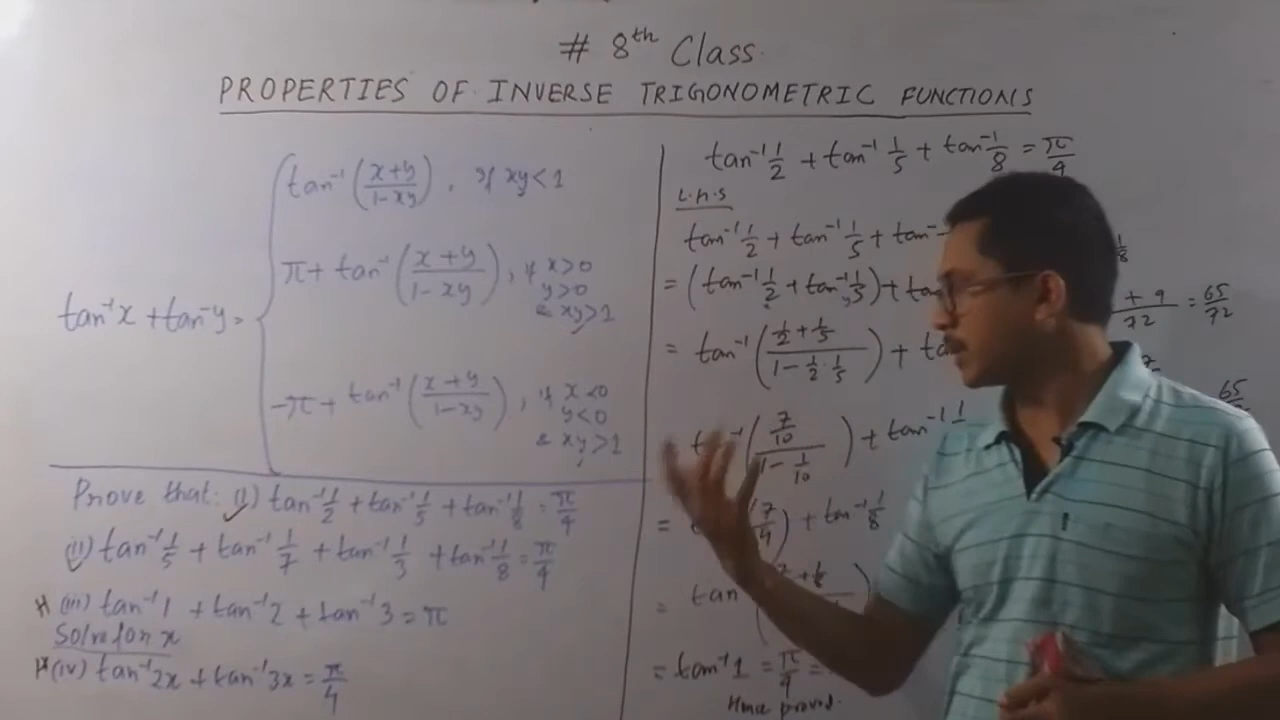 # 8th Class.
PROPERTIES OF INVERSE TRIGONOMETRIC FUNCTIONS
tan⁻¹x + tan⁻y =
tan⁻¹((x+y)/(1-xy)), if xy<1
π + tan⁻¹((x+y)/(1-xy)), if x>0
y>0
& xy>1
-π + tan⁻¹((x+y)/(1-xy)), if x<0
y<0
& xy>1
Prove that: (i) tan⁻¹1/2 + tan⁻¹1/5 + tan⁻¹1/8 = π/4
(ii) tan⁻¹1/5 + tan⁻¹1/7 + tan⁻¹1/3 + tan⁻¹1/8 = π/4
H (iii) tan⁻¹1 + tan⁻¹2 + tan⁻¹3 = π
Solve for x
H (iv) tan⁻¹2x + tan⁻¹3x = π/4
tan⁻¹1/2 + tan⁻¹1/5 + tan⁻¹1/8 = π/4
L.H.S
tan⁻¹1/2 + tan⁻¹1/5 + tan⁻
1/8
= (tan⁻¹1/2 + tan⁻¹1/5) +
+ 9/72 = 65/72
= tan⁻¹((1/2+1/5)/(1-1/2·1/5)) +
65
(7/10)/(1-1/10)) + tan⁻¹1
= 7/4) + tan⁻¹1/8
= tan
= tan⁻¹1 = π/4 =
Hence proved.